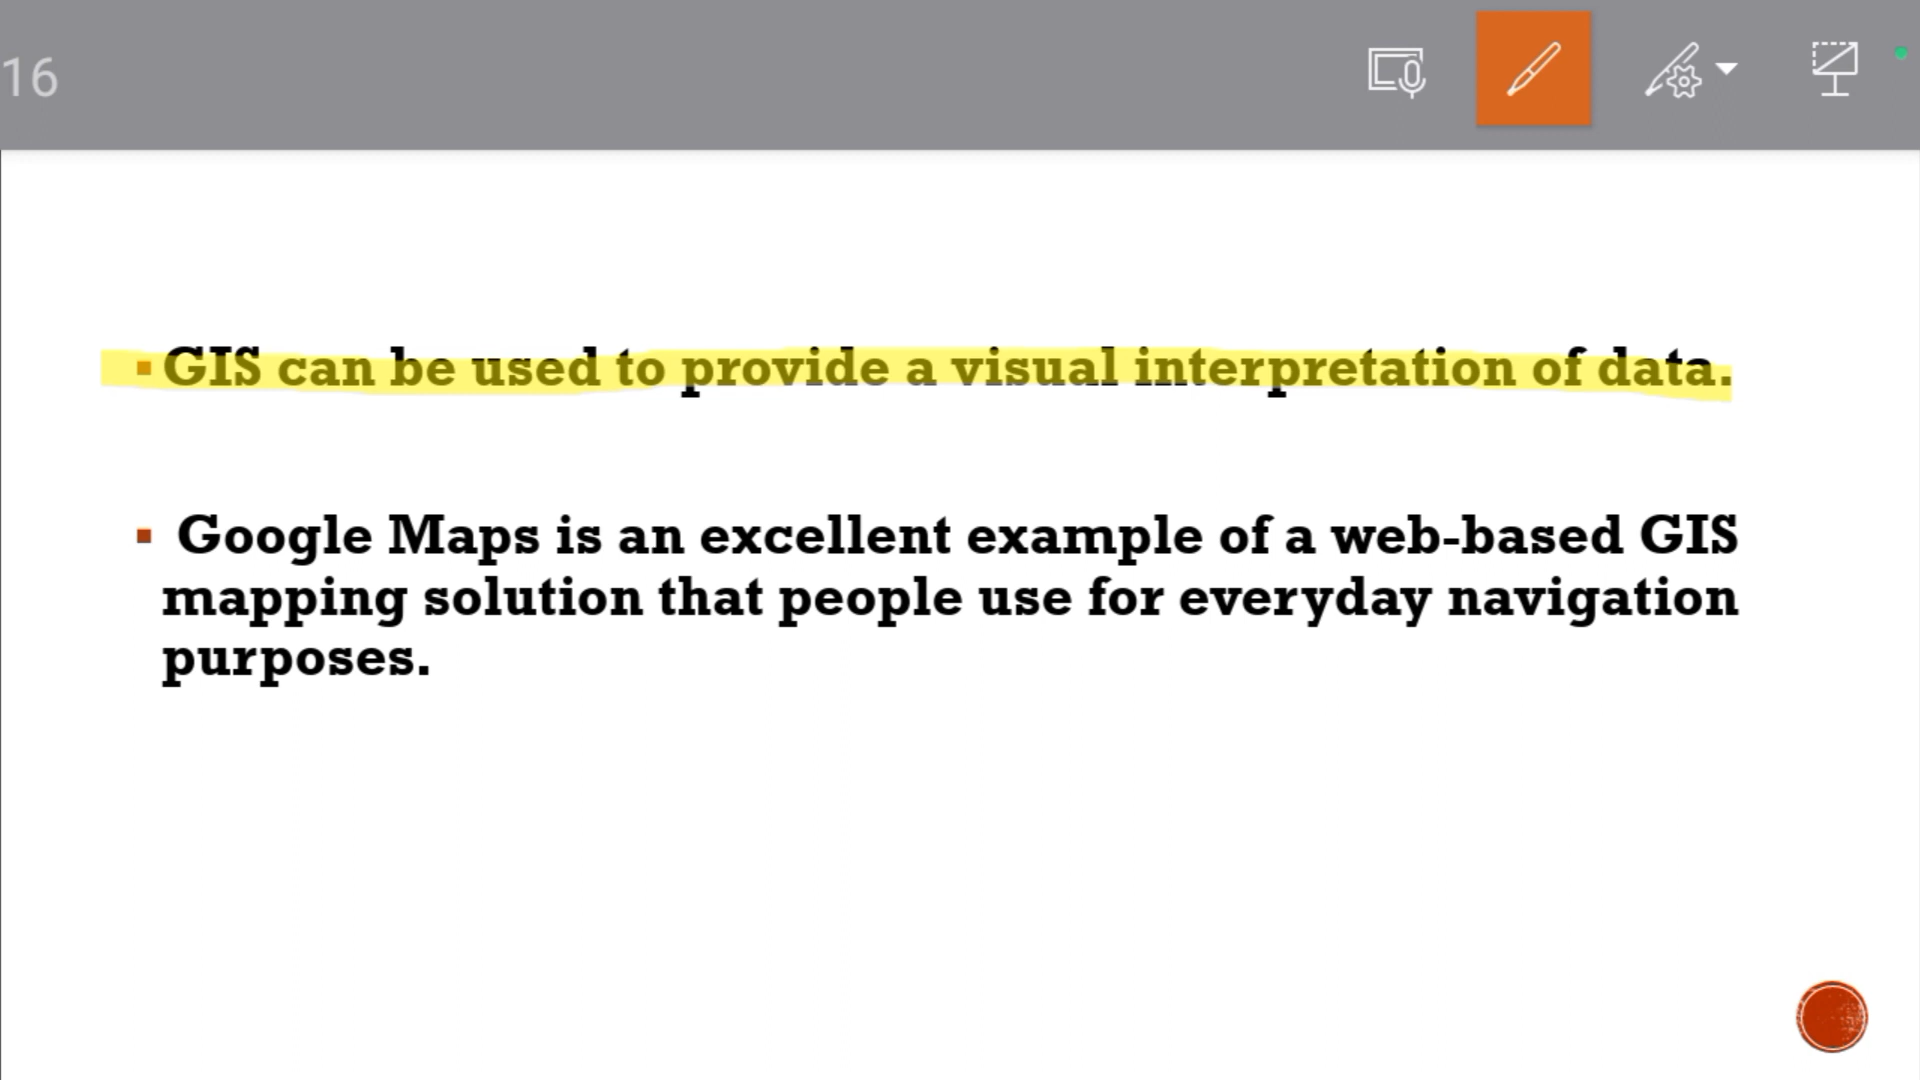 16
▪ GIS can be used to provide a visual interpretation of data.
▪ Google Maps is an excellent example of a web-based GIS
mapping solution that people use for everyday navigation
purposes.